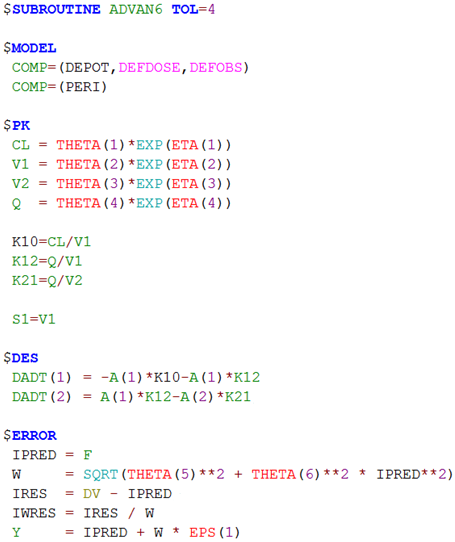 $SUBROUTINE ADVAN6 TOL=4
$MODEL
COMP=(DEPOT,DEFDOSE,DEFOBS)
COMP=(PERI)
$PK
CL = THETA(1)*EXP(ETA(1))
V1 = THETA(2)*EXP(ETA(2))
V2 = THETA(3)*EXP(ETA(3))
Q  = THETA(4)*EXP(ETA(4))
K10=CL/V1
K12=Q/V1
K21=Q/V2
S1=V1
$DES
DADT(1) = -A(1)*K10-A(1)*K12
DADT(2) = A(1)*K12-A(2)*K21
$ERROR
IPRED = F
W     = SQRT(THETA(5)**2 + THETA(6)**2 * IPRED**2)
IRES  = DV - IPRED
IWRES = IRES / W
Y     = IPRED + W * EPS(1)